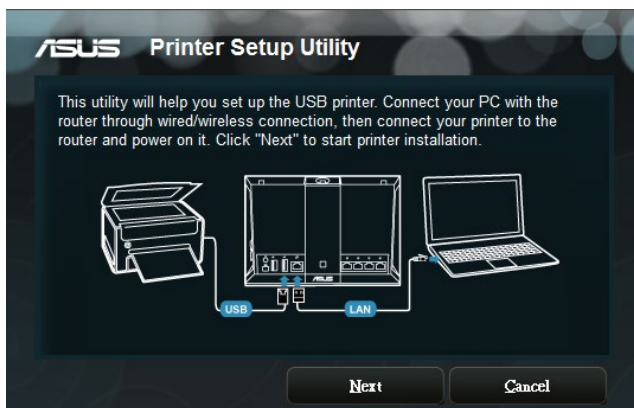 ASUS Printer Setup Utility
This utility will help you set up the USB printer. Connect your PC with the
router through wired/wireless connection, then connect your printer to the
router and power on it. Click "Next" to start printer installation.
ASUS
USB
LAN
Next
Cancel